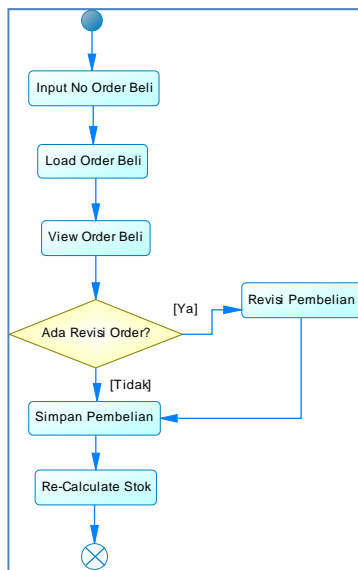 Input No Order Beli
Load Order Beli
View Order Beli
[Ya]
Revisi Pembelian
Ada Revisi Order?
[Tidak]
Simpan Pembelian
Re-Calculate Stok